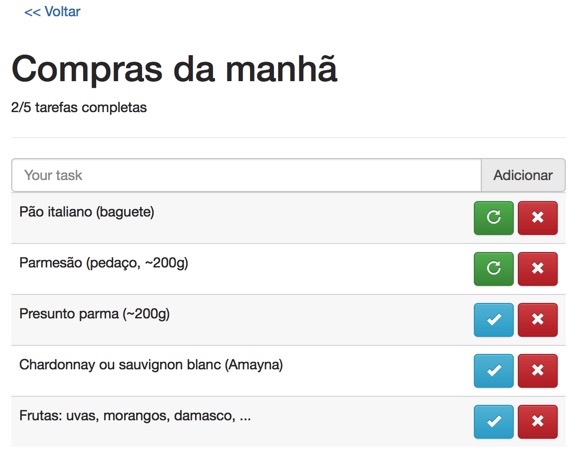 << Voltar
Compras da manhã
2/5 tarefas completas
Your task
Adicionar
Pão italiano (baguete)
Parmesão (pedaço, ~200g)
Presunto parma (~200g)
Chardonnay ou sauvignon blanc (Amayna)
Frutas: uvas, morangos, damasco, ...